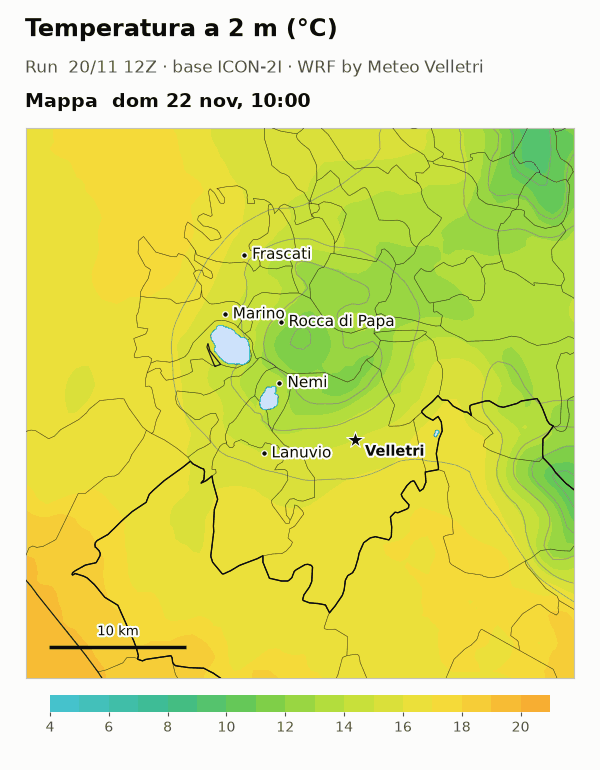 Temperatura a 2 m (°C)
Run  20/11 12Z · base ICON-2I · WRF by Meteo Velletri
Mappa  dom 22 nov, 10:00
Frascati
Marino
Rocca di Papa
Nemi
Velletri
Lanuvio
10 km
4 6 8 10 12 14 16 18 20